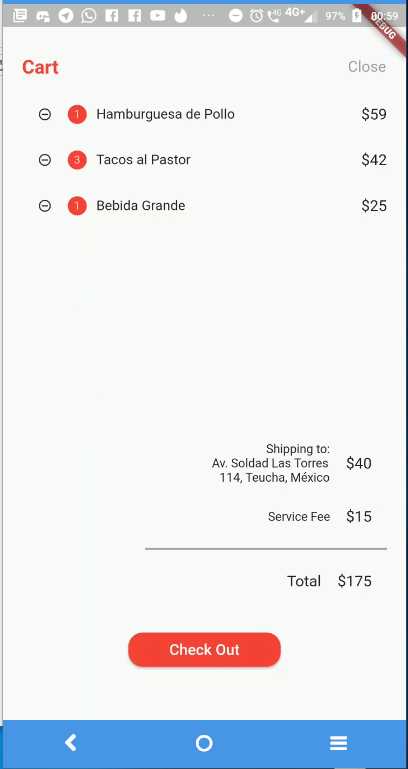 4G 4G+ 97% 00:59
DEBUG
Cart Close
1 Hamburguesa de Pollo $59
3 Tacos al Pastor $42
1 Bebida Grande $25
Shipping to:
Av. Soldad Las Torres $40
114, Teucha, México
Service Fee $15
Total $175
Check Out